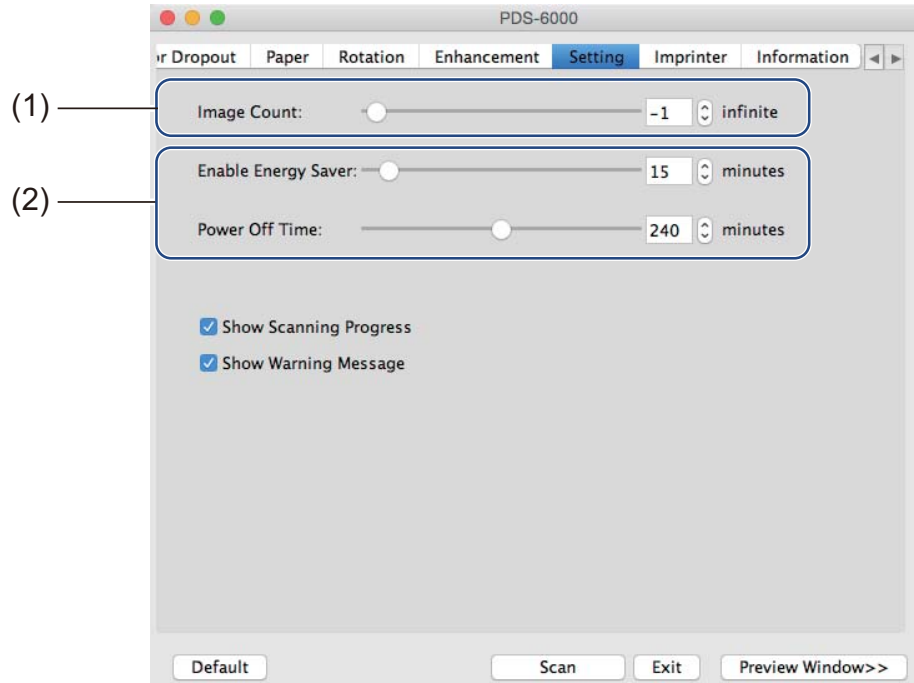 PDS-6000
or Dropout Paper Rotation Enhancement Setting Imprinter Information
(1)
Image Count: -1 infinite
(2)
Enable Energy Saver: 15 minutes
Power Off Time: 240 minutes
Show Scanning Progress
Show Warning Message
Default Scan Exit Preview Window>>